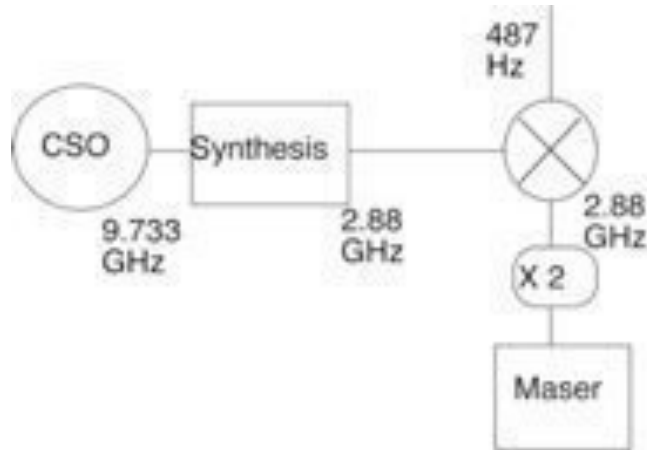 487
Hz
CSO
Synthesis
9.733
GHz
2.88
GHz
2.88
GHz
X 2
Maser